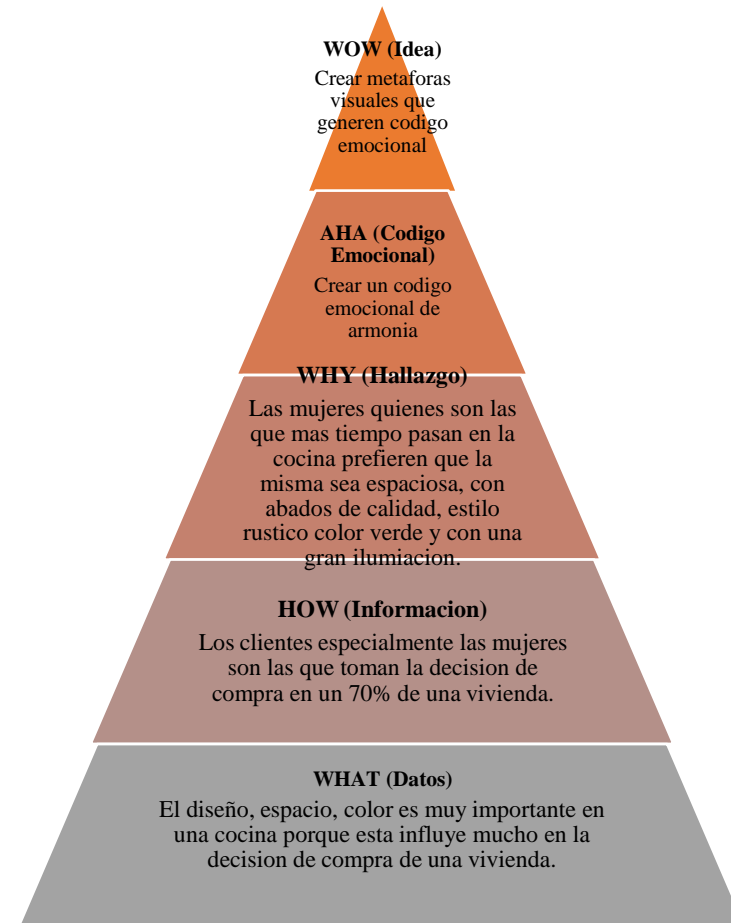 WOW (Idea)
Crear metaforas
visuales que
generen codigo
emocional
AHA (Codigo
Emocional)
Crear un codigo
emocional de
armonia
WHY (Hallazgo)
Las mujeres quienes son las
que mas tiempo pasan en la
cocina prefieren que la
misma sea espaciosa, con
abados de calidad, estilo
rustico color verde y con una
gran ilumiacion.
HOW (Informacion)
Los clientes especialmente las mujeres
son las que toman la decision de
compra en un 70% de una vivienda.
WHAT (Datos)
El diseño, espacio, color es muy importante en
una cocina porque esta influye mucho en la
decision de compra de una vivienda.